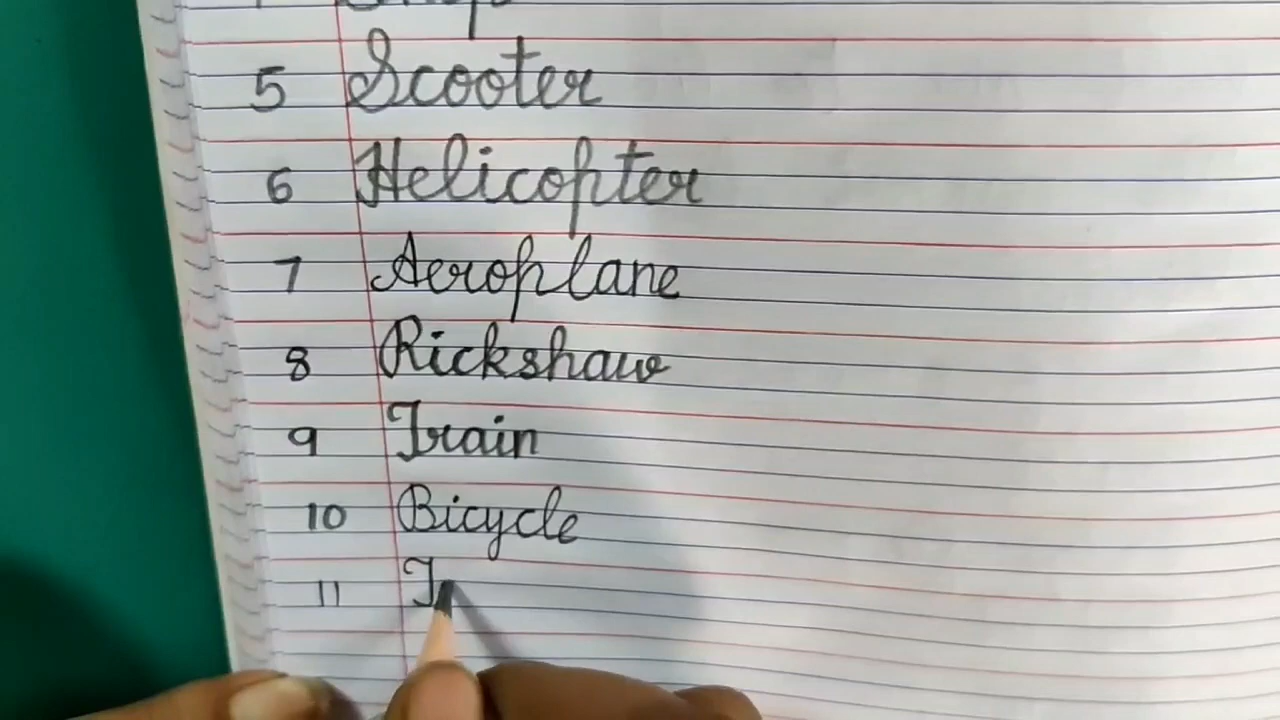 5 Scooter
6 Helicopter
7 Aeroplane
8 Rickshaw
9 Train
10 Bicycle
11 T